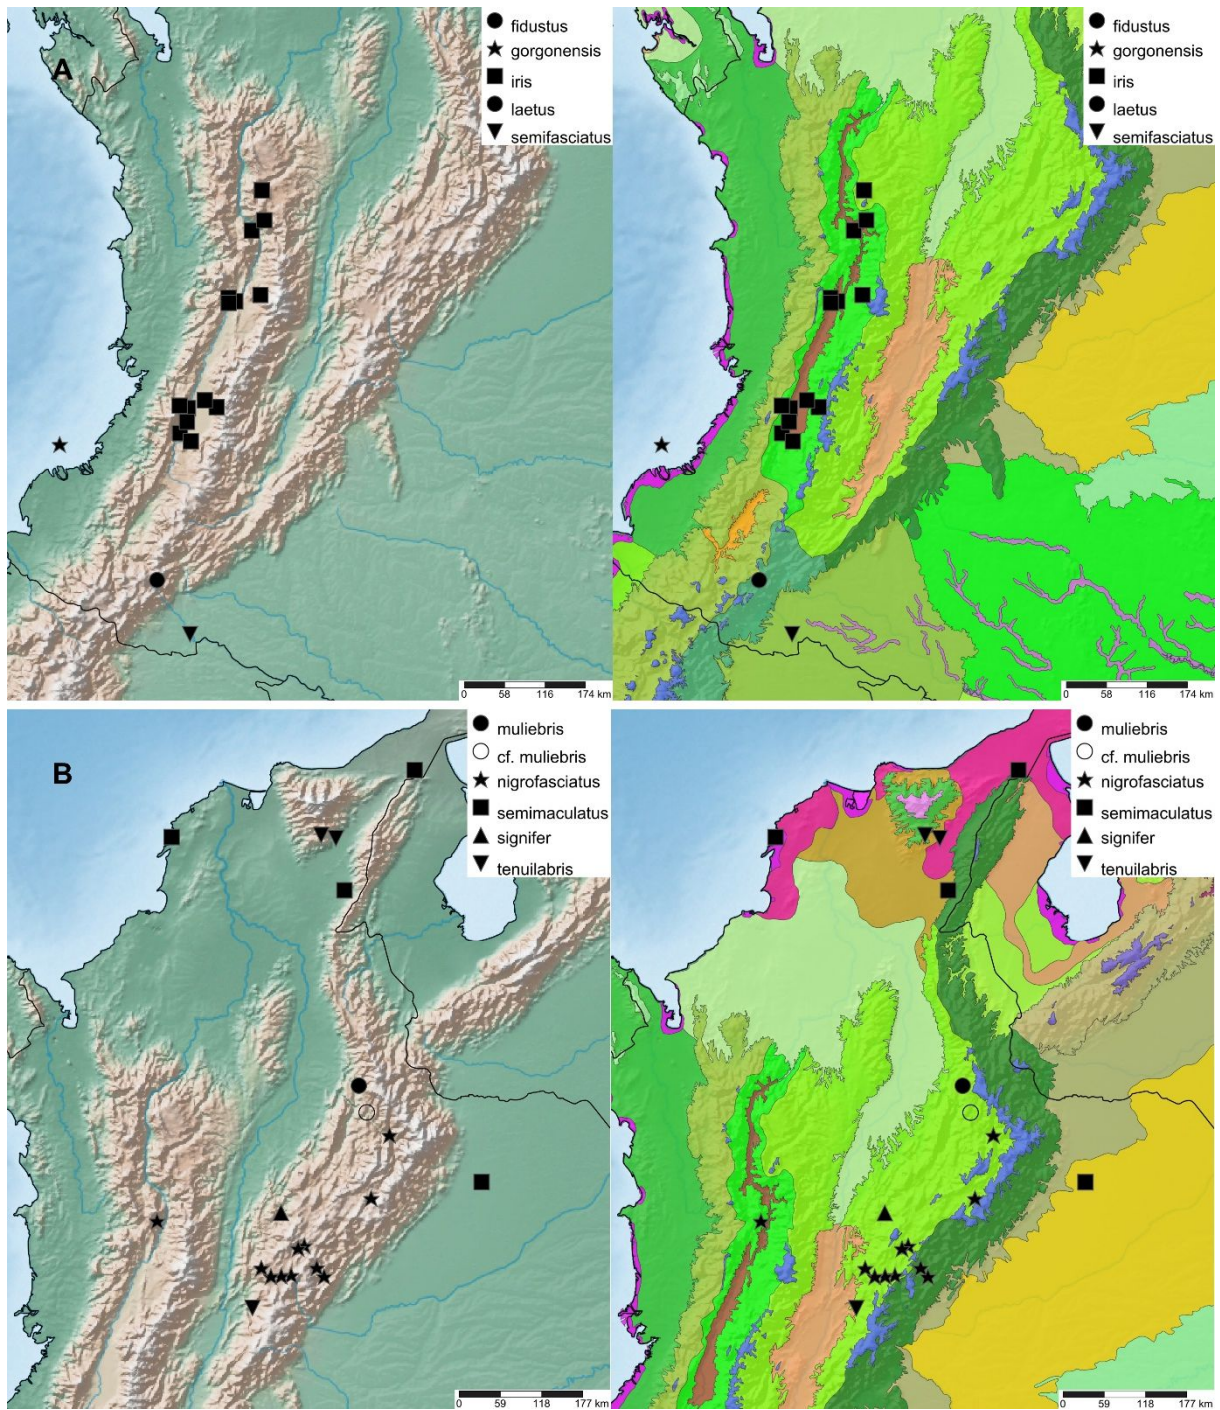 A
fidustus
gorgonensis
iris
laetus
semifasciatus
0 58 116 174 km
fidustus
gorgonensis
iris
laetus
semifasciatus
0 58 116 174 km
B
muliebris
cf. muliebris
nigrofasciatus
semimaculatus
signifer
tenuilabris
0 59 118 177 km
muliebris
cf. muliebris
nigrofasciatus
semimaculatus
signifer
tenuilabris
0 59 118 177 km